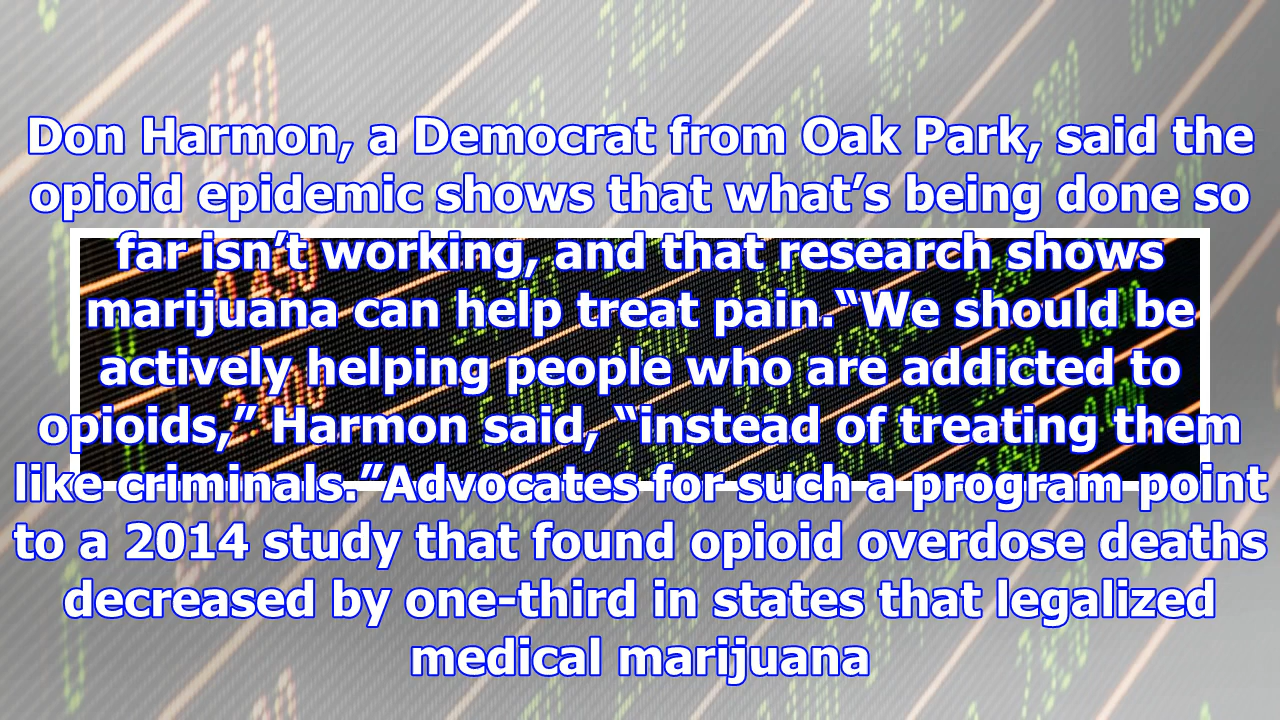 Don Harmon, a Democrat from Oak Park, said the
opioid epidemic shows that what’s being done so
far isn’t working, and that research shows
marijuana can help treat pain.“We should be
actively helping people who are addicted to
opioids,” Harmon said, “instead of treating them
like criminals.”Advocates for such a program point
to a 2014 study that found opioid overdose deaths
decreased by one-third in states that legalized
medical marijuana